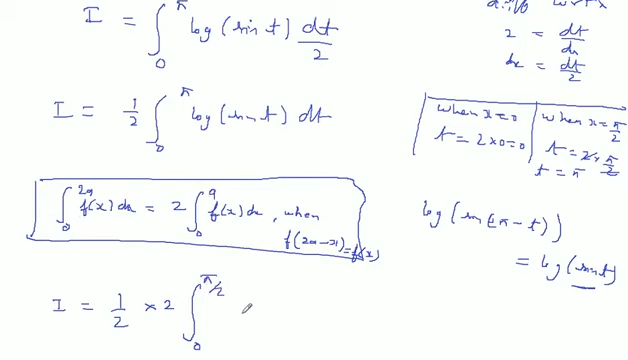 I = ∫₀^π log(sin t) dt/2
w.r.t x
2 = dt/dx
dx = dt/2
I = 1/2 ∫₀^π log(sin t) dt
when x=0
t = 2×0=0
when x=π/2
t = 2×π/2
t = π
∫₀^2a f(x)dx = 2 ∫₀^a f(x)dx, when
f(2a-x)=f(x)
log(sin(π-t))
= log(sin t)
I = 1/2 × 2 ∫₀^π/2